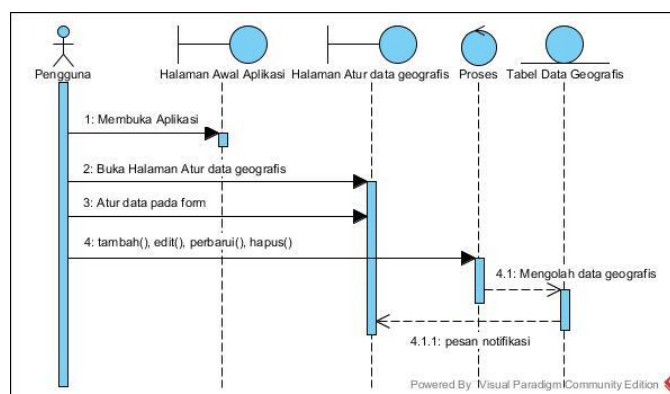 Pengguna
Halaman Awal Aplikasi
Halaman Atur data geografis
Proses
Tabel Data Geografis
1: Membuka Aplikasi
2: Buka Halaman Atur data geografis
3: Atur data pada form
4: tambah(), edit(), perbarui(), hapus()
4.1: Mengolah data geografis
4.1.1: pesan notifikasi
Powered By Visual Paradigm Community Edition